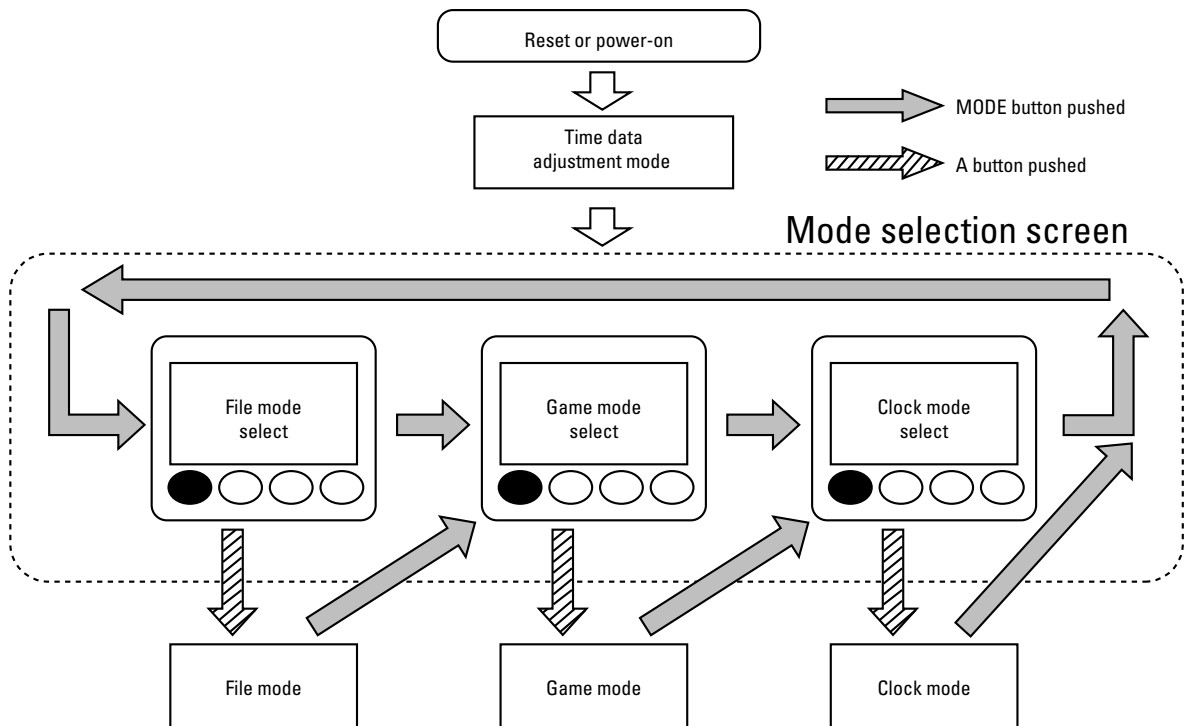 Reset or power-on
Time data
adjustment mode
MODE button pushed
A button pushed
Mode selection screen
File mode
select
Game mode
select
Clock mode
select
File mode
Game mode
Clock mode